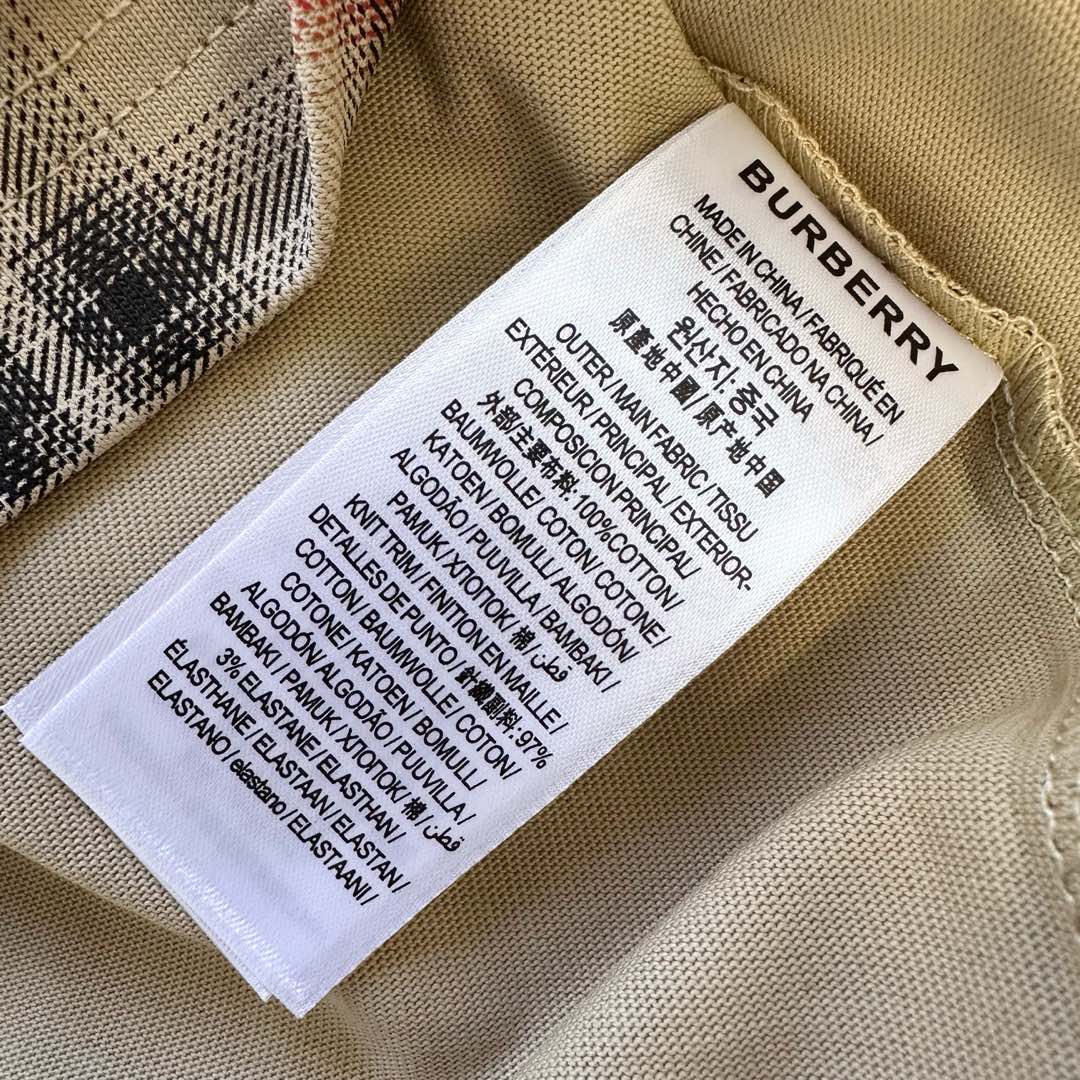 BURBERRY
MADE IN CHINA / FABRIQUÉ EN
CHINE / FABRICADO NA CHINA /
HECHO EN CHINA
원산지: 중국
原產地中國 / 原产地中国
OUTER / MAIN FABRIC / TISSU
EXTÉRIEUR / PRINCIPAL / EXTERIOR-
COMPOSICION PRINCIPAL /
外部主要布料: 100% COTTON /
BAUMWOLLE / COTON / COTONE /
KATOEN / BOMULL / ALGODÓN /
ALGODÃO / PUUVILLA / BAMBAKI /
PAMUK / ХЛОПОК / 棉 / قطن
KNIT TRIM / FINITION EN MAILLE /
DETALLES DE PUNTO / 針織副料: 97%
COTTON / BAUMWOLLE / COTON /
COTONE / KATOEN / BOMULL /
ALGODÓN / ALGODÃO / PUUVILLA /
BAMBAKI / PAMUK / ХЛОПОК / 棉 / قطن
3% ELASTANE / ELASTHAN /
ÉLASTHANE / ELASTAAN / ELASTAN /
ELASTANO / elastano / ELASTAANI /